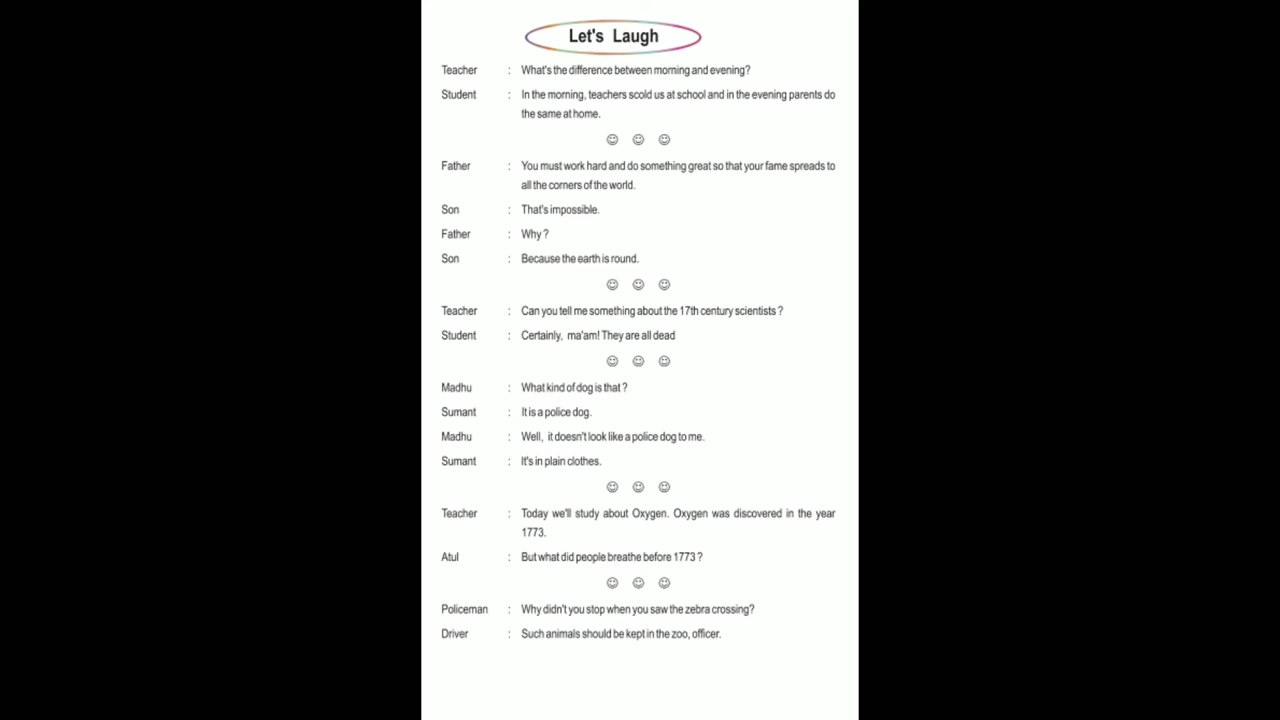 Let's Laugh
Teacher : What's the difference between morning and evening?
Student : In the morning, teachers scold us at school and in the evening parents do
the same at home.
☺ ☺ ☺
Father : You must work hard and do something great so that your fame spreads to
all the corners of the world.
Son : That's impossible.
Father : Why ?
Son : Because the earth is round.
☺ ☺ ☺
Teacher : Can you tell me something about the 17th century scientists ?
Student : Certainly, ma'am! They are all dead
☺ ☺ ☺
Madhu : What kind of dog is that ?
Sumant : It is a police dog.
Madhu : Well, it doesn't look like a police dog to me.
Sumant : It's in plain clothes.
☺ ☺ ☺
Teacher : Today we'll study about Oxygen. Oxygen was discovered in the year
1773.
Atul : But what did people breathe before 1773 ?
☺ ☺ ☺
Policeman : Why didn't you stop when you saw the zebra crossing?
Driver : Such animals should be kept in the zoo, officer.